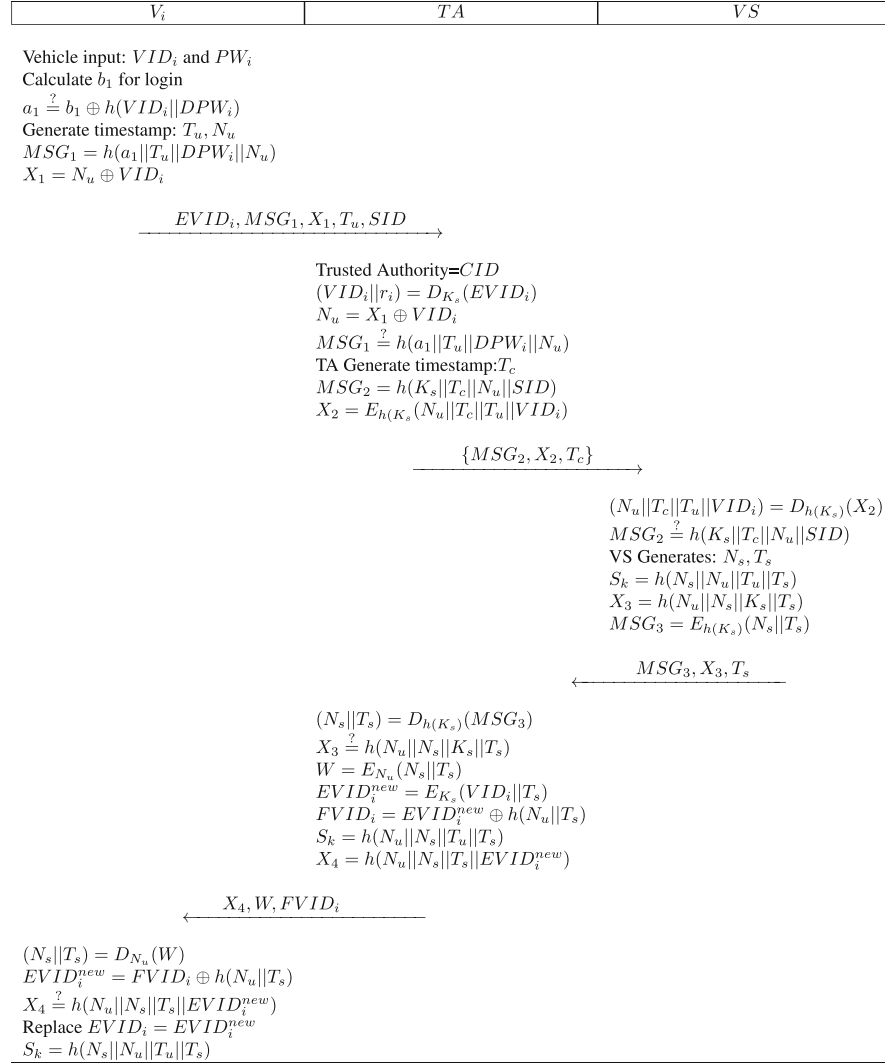 V_i TA VS
Vehicle input: VID_i and PW_i
Calculate b_1 for login
a_1 ≟ b_1 ⊕ h(VID_i||DPW_i)
Generate timestamp: T_u, N_u
MSG_1 = h(a_1||T_u||DPW_i||N_u)
X_1 = N_u ⊕ VID_i
EVID_i, MSG_1, X_1, T_u, SID
Trusted Authority=CID
(VID_i||r_i) = D_{K_s}(EVID_i)
N_u = X_1 ⊕ VID_i
MSG_1 ≟ h(a_1||T_u||DPW_i||N_u)
TA Generate timestamp:T_c
MSG_2 = h(K_s||T_c||N_u||SID)
X_2 = E_{h(K_s}(N_u||T_c||T_u||VID_i)
{MSG_2, X_2, T_c}
(N_u||T_c||T_u||VID_i) = D_{h(K_s)}(X_2)
MSG_2 ≟ h(K_s||T_c||N_u||SID)
VS Generates: N_s, T_s
S_k = h(N_s||N_u||T_u||T_s)
X_3 = h(N_u||N_s||K_s||T_s)
MSG_3 = E_{h(K_s)}(N_s||T_s)
MSG_3, X_3, T_s
(N_s||T_s) = D_{h(K_s)}(MSG_3)
X_3 ≟ h(N_u||N_s||K_s||T_s)
W = E_{N_u}(N_s||T_s)
EVID_i^{new} = E_{K_s}(VID_i||T_s)
FVID_i = EVID_i^{new} ⊕ h(N_u||T_s)
S_k = h(N_u||N_s||T_u||T_s)
X_4 = h(N_u||N_s||T_s||EVID_i^{new})
X_4, W, FVID_i
(N_s||T_s) = D_{N_u}(W)
EVID_i^{new} = FVID_i ⊕ h(N_u||T_s)
X_4 ≟ h(N_u||N_s||T_s||EVID_i^{new})
Replace EVID_i = EVID_i^{new}
S_k = h(N_s||N_u||T_u||T_s)